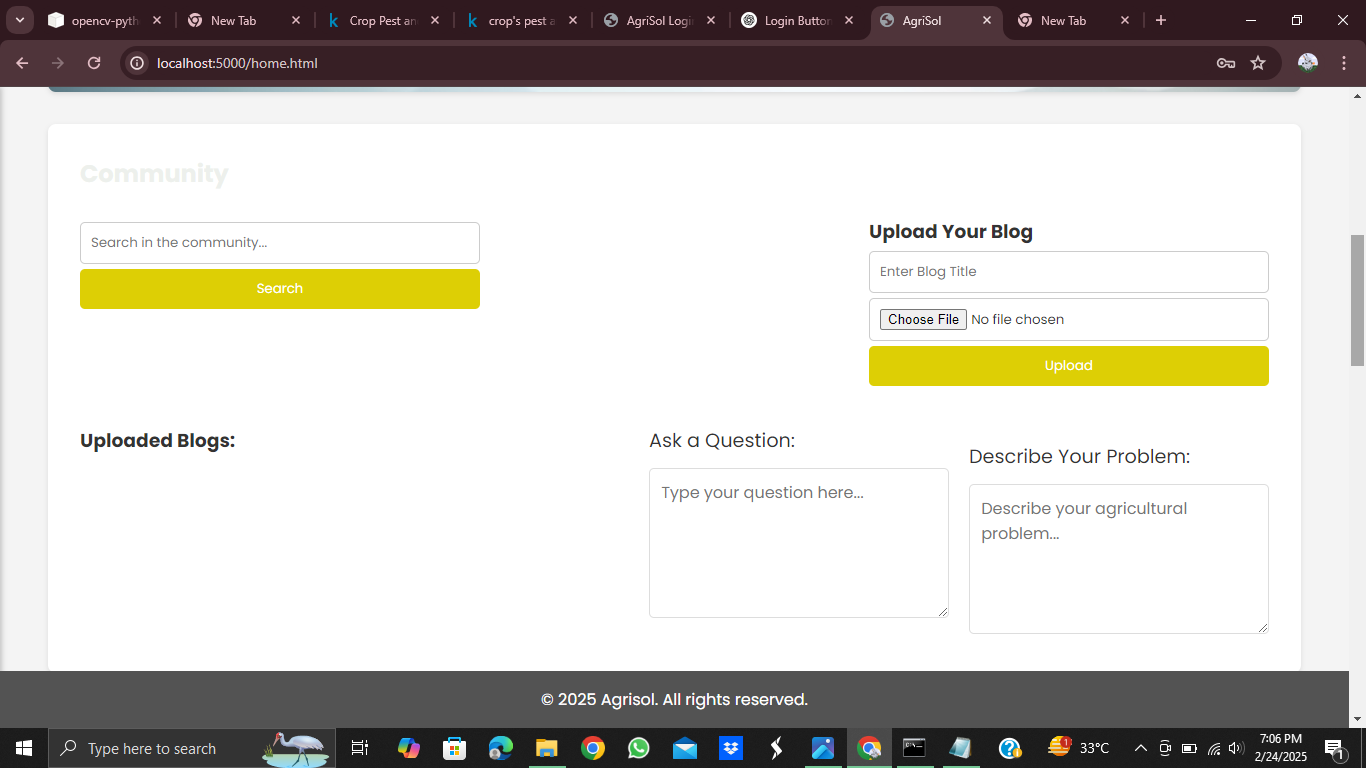 opencv-pyth
New Tab
Crop Pest an
crop's pest a
AgriSol Logi
Login Button
AgriSol
New Tab
localhost:5000/home.html
Community
Search in the community...
Search
Upload Your Blog
Enter Blog Title
Choose File No file chosen
Upload
Uploaded Blogs:
Ask a Question:
Type your question here...
Describe Your Problem:
Describe your agricultural
problem...
© 2025 Agrisol. All rights reserved.
Type here to search
1
33°C
7:06 PM
2/24/2025
1